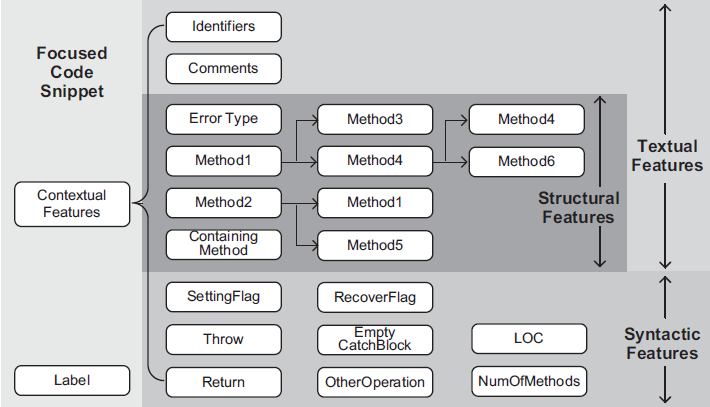 Focused
Code
Snippet
Contextual
Features
Label
Identifiers
Comments
Error Type
Method3
Method4
Method1
Method4
Method6
Method2
Method1
Containing
Method
Method5
Structural
Features
Textual
Features
SettingFlag
RecoverFlag
Throw
Empty
CatchBlock
LOC
Return
OtherOperation
NumOfMethods
Syntactic
Features